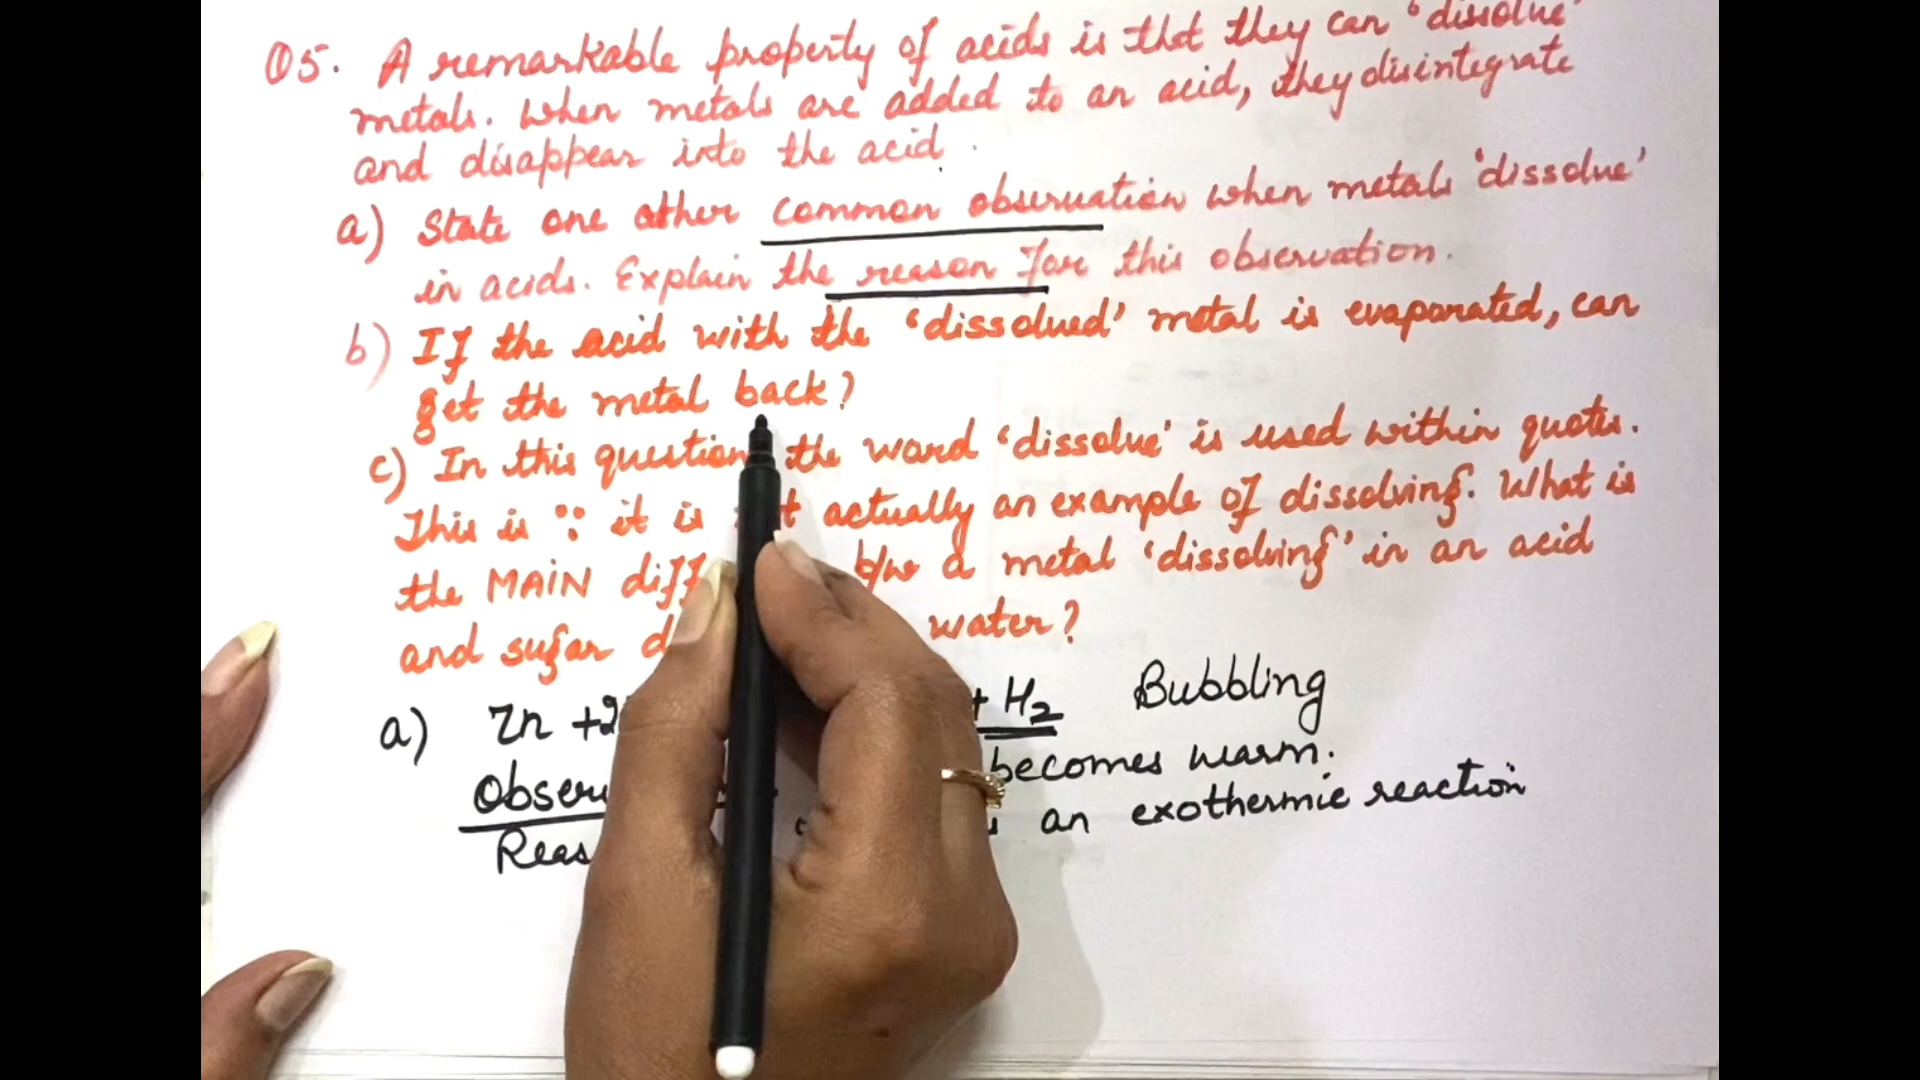 Q5. A remarkable property of acids is that they can 'dissolve'
metals. When metals are added to an acid, they disintegrate
and disappear into the acid.
a) State one other common observation when metals 'dissolve'
in acids. Explain the reason for this observation.
b) If the acid with the 'dissolved' metal is evaporated, can
get the metal back?
c) In this question the word 'dissolve' is used within quotes.
This is ∵ it is actually an example of dissolving. What is
the MAIN b/w a metal 'dissolving' in an acid
and sugar water?
a) Zn +2 + H₂ Bubbling
becomes warm.
an exothermic reaction